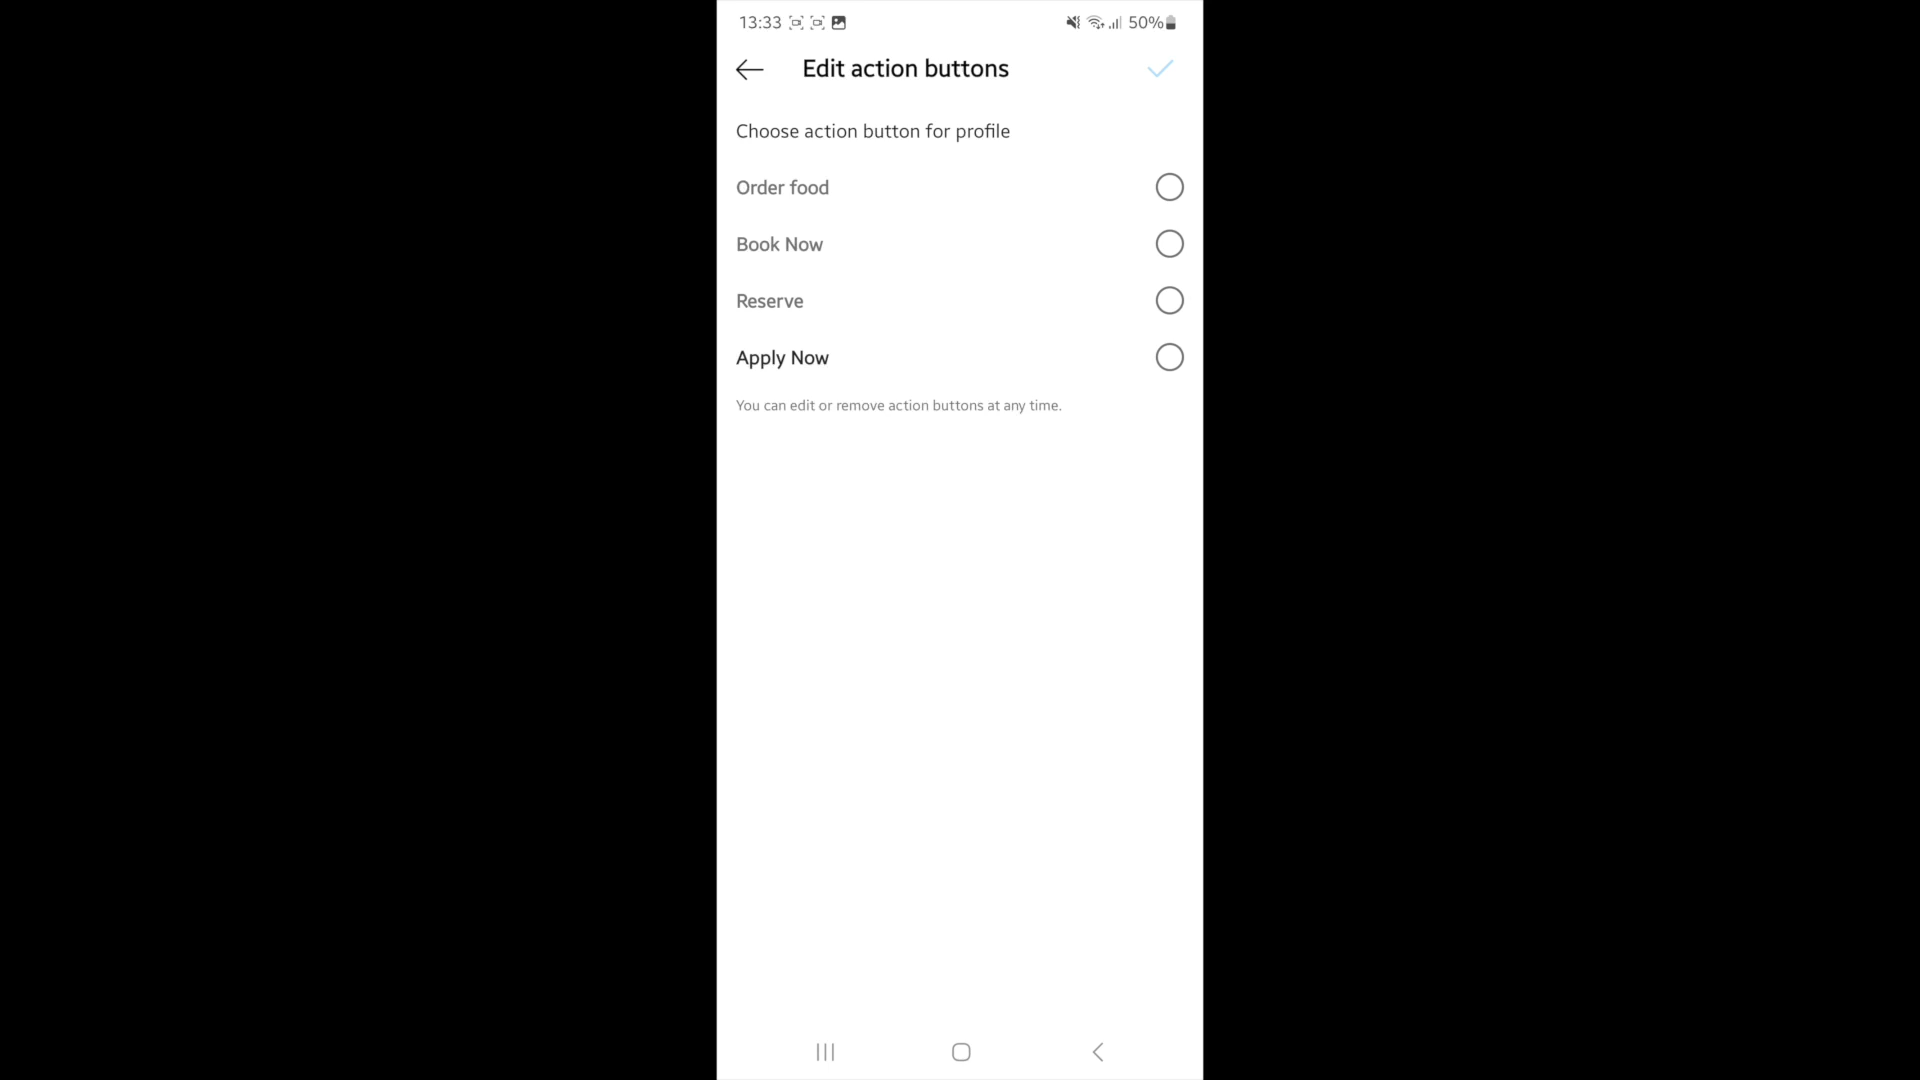 13:33 50%
Edit action buttons
Choose action button for profile
Order food
Book Now
Reserve
Apply Now
You can edit or remove action buttons at any time.